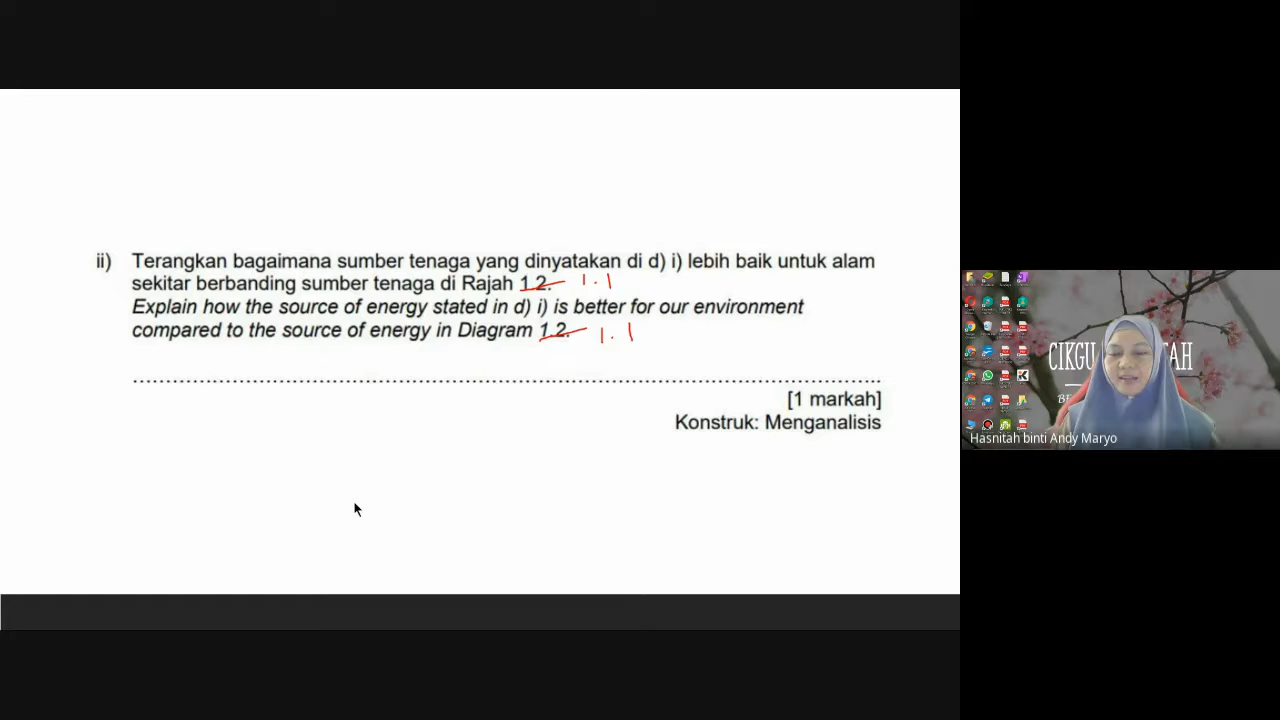 ii) Terangkan bagaimana sumber tenaga yang dinyatakan di d) i) lebih baik untuk alam
sekitar berbanding sumber tenaga di Rajah 1.2. 1.1
Explain how the source of energy stated in d) i) is better for our environment
compared to the source of energy in Diagram 1.2. 1.1
[1 markah]
Konstruk: Menganalisis
CIKGU
TAH
Hasnitah binti Andy Maryo